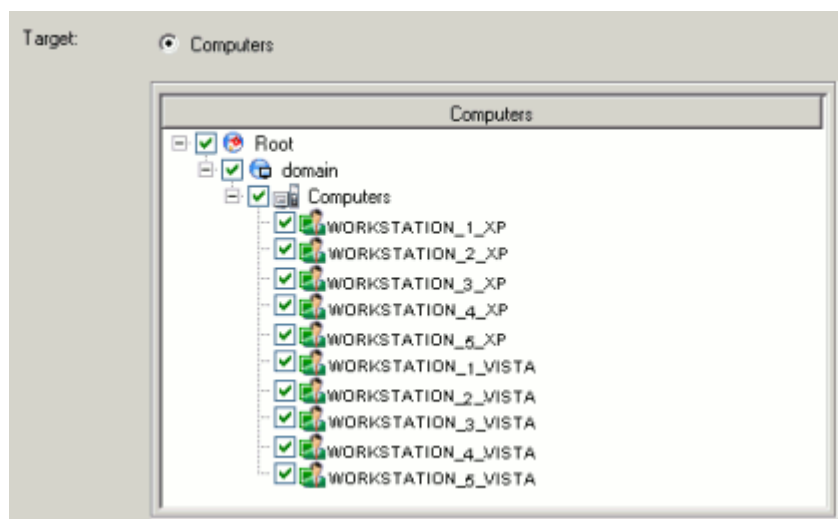 Target:
Computers
Computers
Root
domain
Computers
WORKSTATION_1_XP
WORKSTATION_2_XP
WORKSTATION_3_XP
WORKSTATION_4_XP
WORKSTATION_5_XP
WORKSTATION_1_VISTA
WORKSTATION_2_VISTA
WORKSTATION_3_VISTA
WORKSTATION_4_VISTA
WORKSTATION_5_VISTA